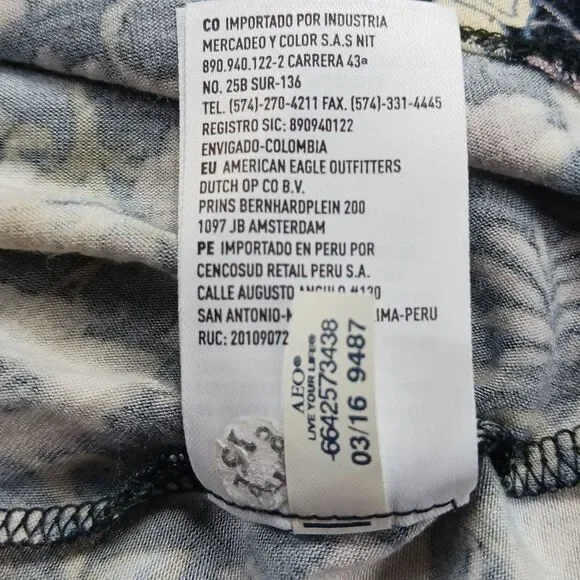 CO IMPORTADO POR INDUSTRIA
MERCADEO Y COLOR S.A.S NIT
890.940.122-2 CARRERA 43ª
NO. 25B SUR-136
TEL. (574)-270-4211 FAX. (574)-331-4445
REGISTRO SIC: 890940122
ENVIGADO-COLOMBIA
EU AMERICAN EAGLE OUTFITTERS
DUTCH OP CO B.V.
PRINS BERNHARDPLEIN 200
1097 JB AMSTERDAM
PE IMPORTADO EN PERU POR
CENCOSUD RETAIL PERU S.A.
CALLE AUGUSTO ANGULO #130
SAN ANTONIO-M LIMA-PERU
RUC: 20109072
AEO®
LIVE YOUR LIFE®
-6642573438
03/16 9487